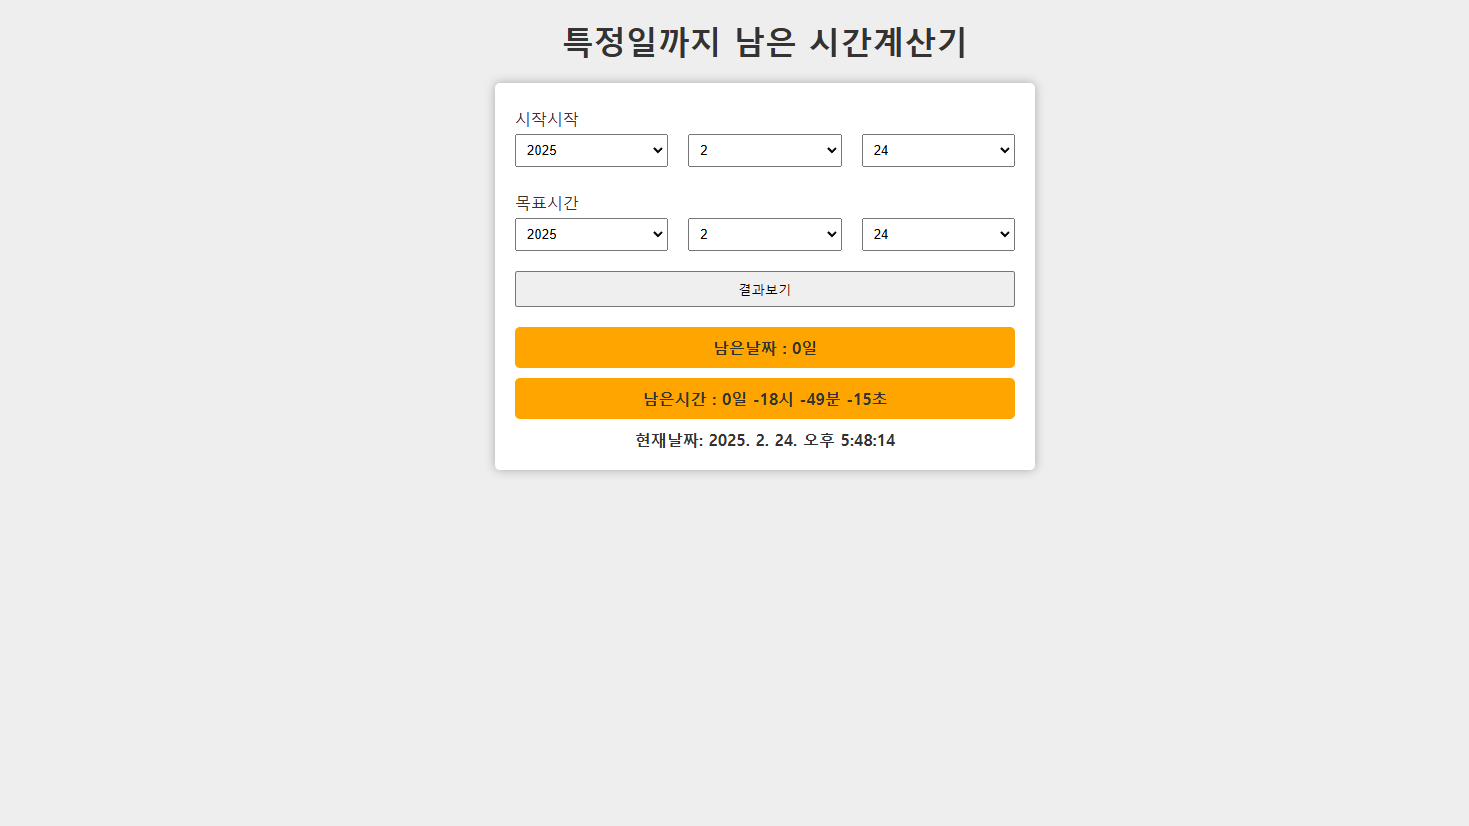 특정일까지 남은 시간계산기
시작시작
2025 2 24
목표시간
2025 2 24
결과보기
남은날짜 : 0일
남은시간 : 0일 -18시 -49분 -15초
현재날짜: 2025. 2. 24. 오후 5:48:14